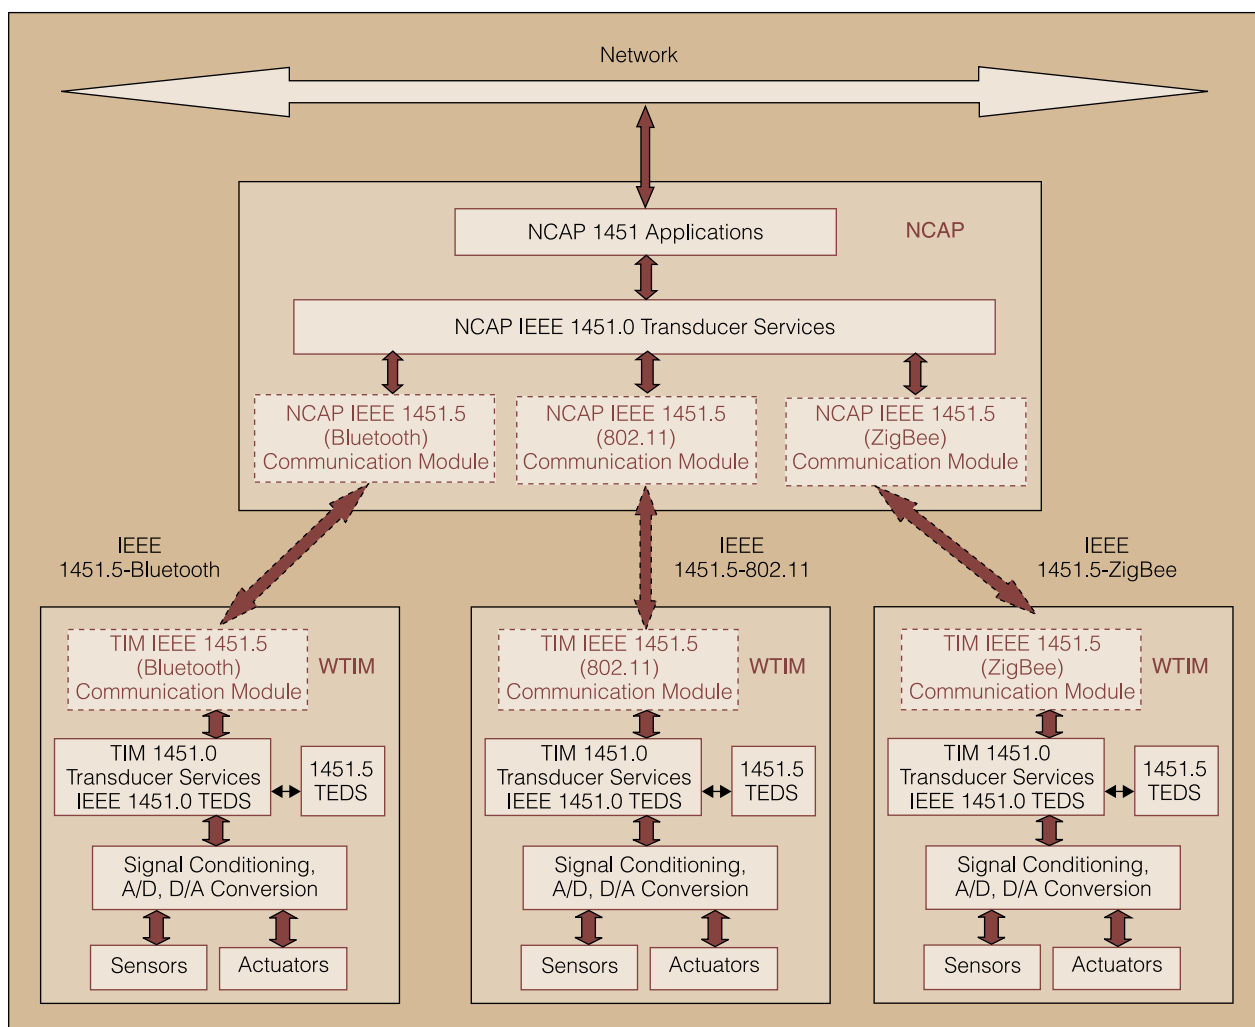 Network
NCAP 1451 Applications
NCAP
NCAP IEEE 1451.0 Transducer Services
NCAP IEEE 1451.5
(Bluetooth)
Communication Module
NCAP IEEE 1451.5
(802.11)
Communication Module
NCAP IEEE 1451.5
(ZigBee)
Communication Module
IEEE
1451.5-Bluetooth
IEEE
1451.5-802.11
IEEE
1451.5-ZigBee
TIM IEEE 1451.5
(Bluetooth)
Communication Module
WTIM
TIM 1451.0
Transducer Services
IEEE 1451.0 TEDS
1451.5
TEDS
Signal Conditioning,
A/D, D/A Conversion
Sensors
Actuators
TIM IEEE 1451.5
(802.11)
Communication Module
WTIM
TIM 1451.0
Transducer Services
IEEE 1451.0 TEDS
1451.5
TEDS
Signal Conditioning,
A/D, D/A Conversion
Sensors
Actuators
TIM IEEE 1451.5
(ZigBee)
Communication Module
WTIM
TIM 1451.0
Transducer Services
IEEE 1451.0 TEDS
1451.5
TEDS
Signal Conditioning,
A/D, D/A Conversion
Sensors
Actuators